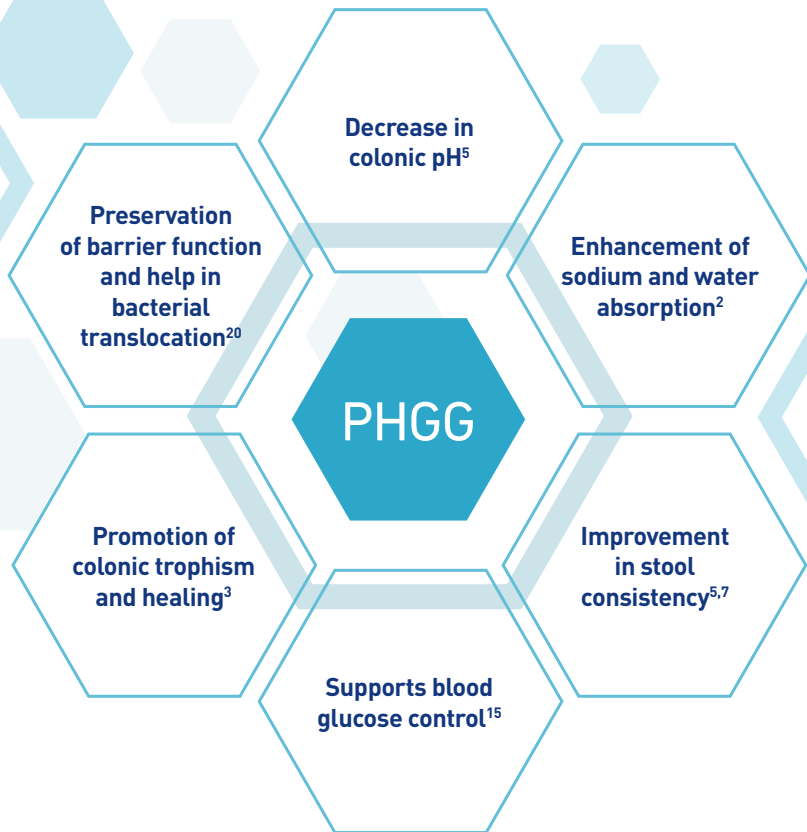 Decrease in
colonic pH⁵
Preservation
of barrier function
and help in
bacterial
translocation²⁰
Enhancement of
sodium and water
absorption²
PHGG
Promotion of
colonic trophism
and healing³
Improvement
in stool
consistency⁵,⁷
Supports blood
glucose control¹⁵